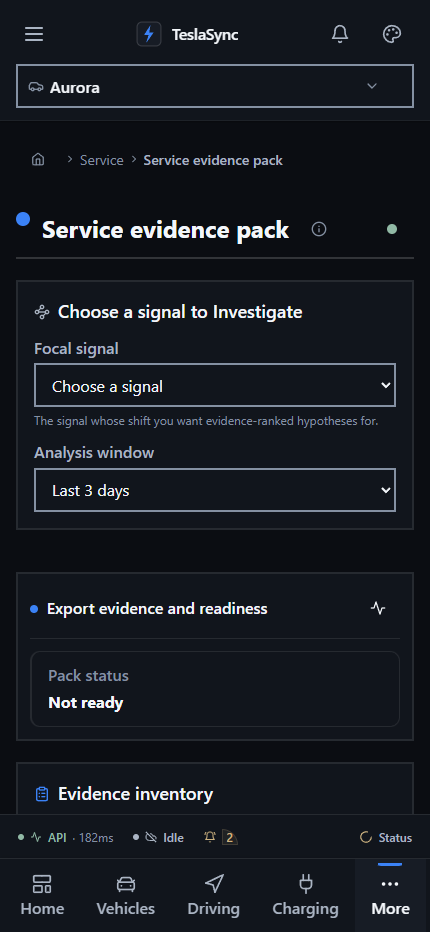 TeslaSync
Aurora
Service
Service evidence pack
Service evidence pack
Choose a signal to Investigate
Focal signal
Choose a signal
The signal whose shift you want evidence-ranked hypotheses for.
Analysis window
Last 3 days
Export evidence and readiness
Pack status
Not ready
Evidence inventory
API · 182ms Idle 2 Status
Home Vehicles Driving Charging More